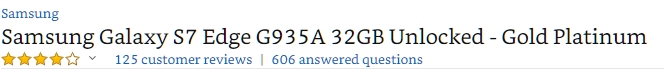 Samsung
Samsung Galaxy S7 Edge G935A 32GB Unlocked - Gold Platinum
125 customer reviews | 606 answered questions